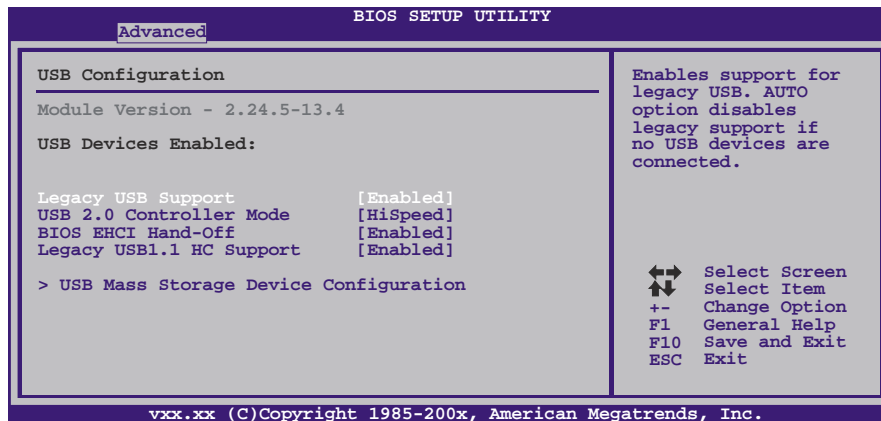 BIOS SETUP UTILITY
Advanced
USB Configuration
Module Version - 2.24.5-13.4
USB Devices Enabled:
Legacy USB Support [Enabled]
USB 2.0 Controller Mode [HiSpeed]
BIOS EHCI Hand-Off [Enabled]
Legacy USB1.1 HC Support [Enabled]
> USB Mass Storage Device Configuration
Enables support for
legacy USB. AUTO
option disables
legacy support if
no USB devices are
connected.
Select Screen
Select Item
+- Change Option
F1 General Help
F10 Save and Exit
ESC Exit
vxx.xx (C)Copyright 1985-200x, American Megatrends, Inc.